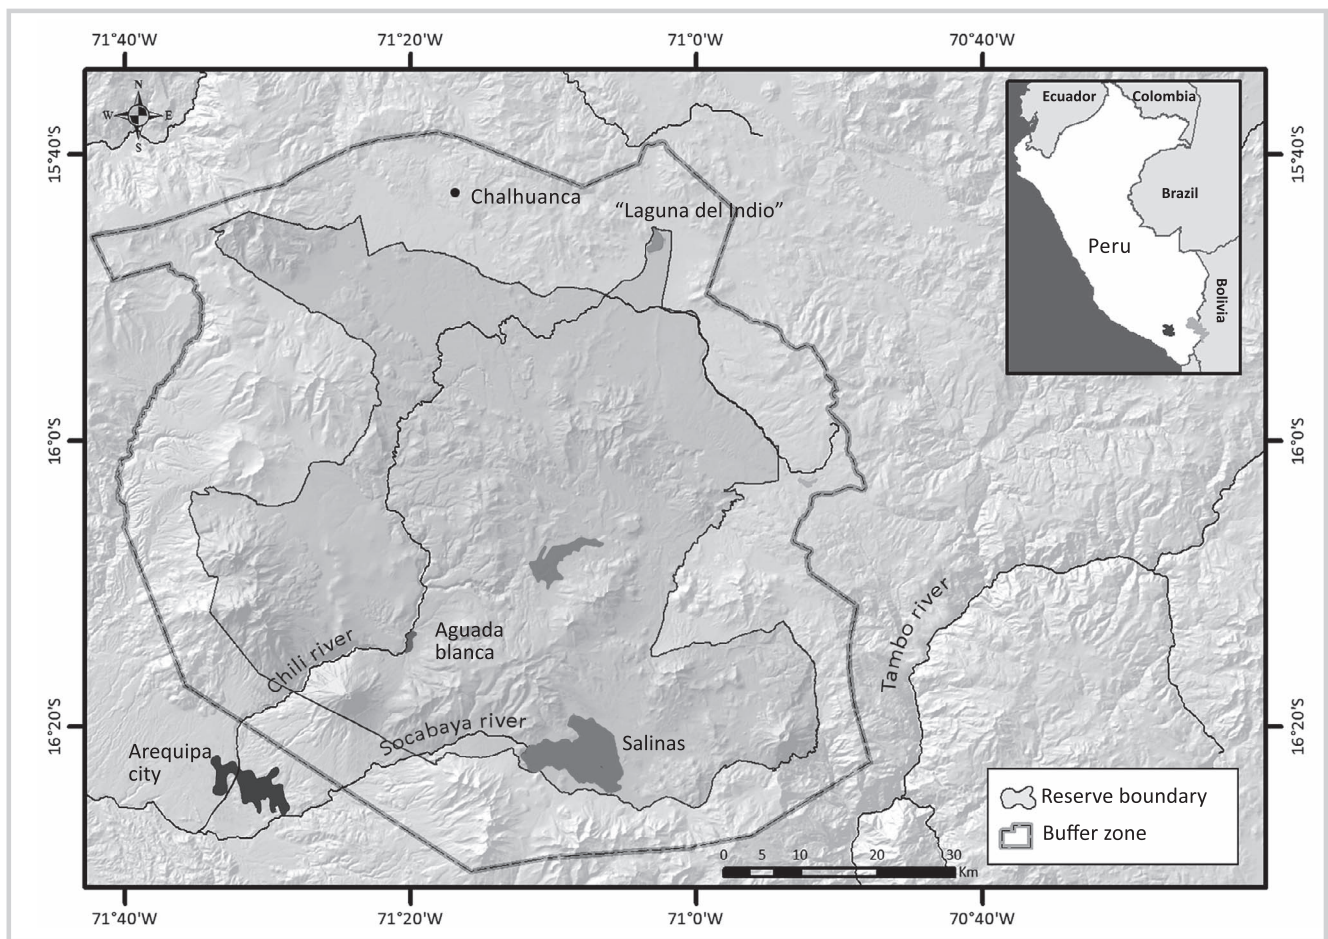 71°40'W
71°20'W
71°0'W
70°40'W
N
W
E
S
15°40'S
15°40'S
Ecuador
Colombia
Brazil
Peru
Bolivia
Chalhuanca
“Laguna del Indio”
16°0'S
16°0'S
Aguada
blanca
Chili river
Tambo river
Socabaya river
Salinas
16°20'S
16°20'S
Arequipa
city
Reserve boundary
Buffer zone
0
5
10
20
30
Km
71°40'W
71°20'W
71°0'W
70°40'W